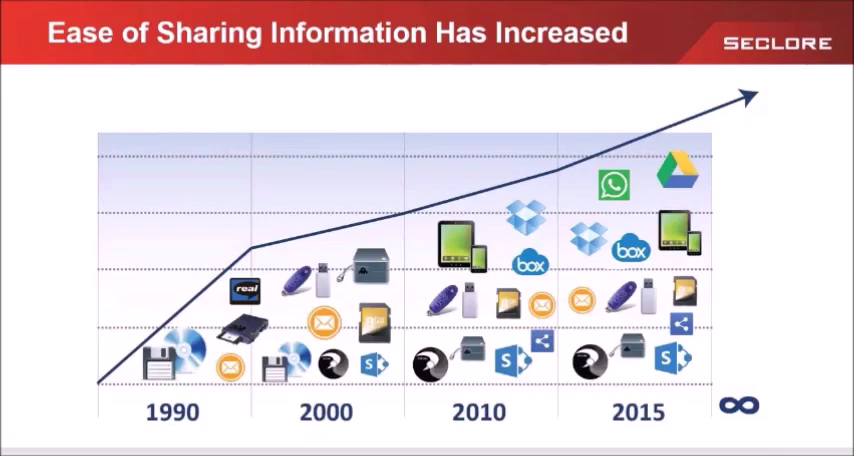 Ease of Sharing Information Has Increased
SECLORE
real
box
box
S
S
S
1990
2000
2010
2015
∞